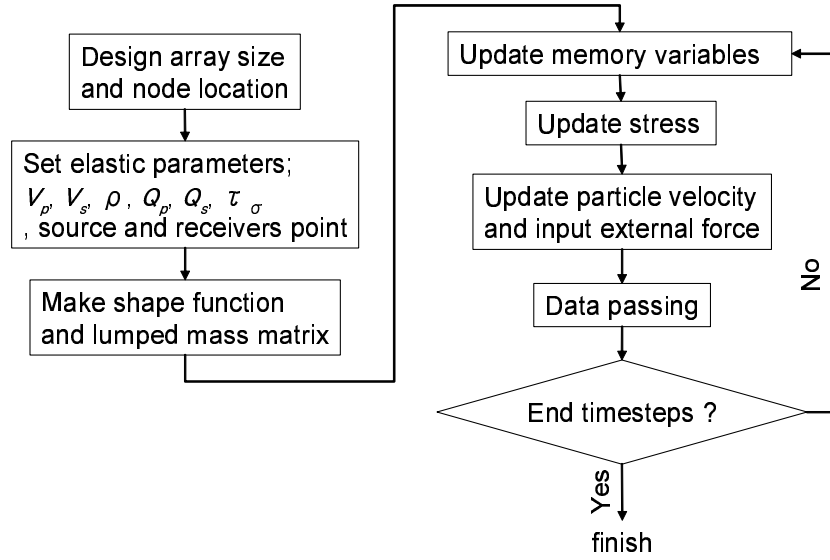 Design array size
and node location
Set elastic parameters;
Vp, Vs, ρ, Qp, Qs, τσ
, source and receivers point
Make shape function
and lumped mass matrix
Update memory variables
Update stress
Update particle velocity
and input external force
Data passing
End timesteps ?
No
Yes
finish